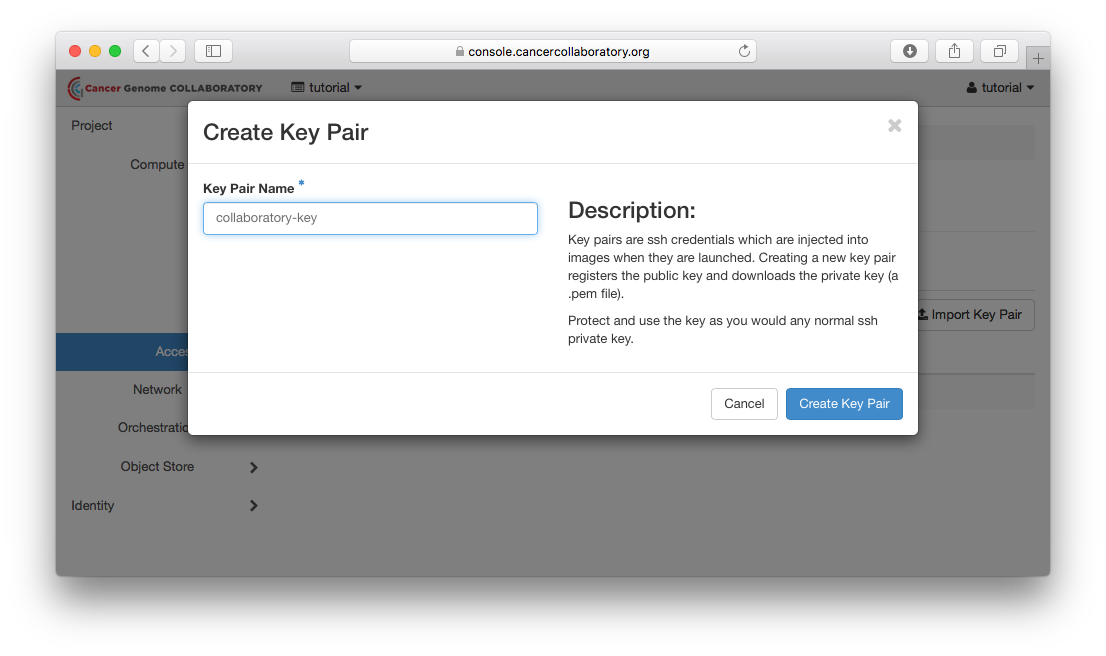 console.cancercollaboratory.org
Cancer Genome COLLABORATORY
tutorial
tutorial
Project
Compute
Create Key Pair
Key Pair Name *
collaboratory-key
Description:
Key pairs are ssh credentials which are injected into
images when they are launched. Creating a new key pair
registers the public key and downloads the private key (a
.pem file).
Protect and use the key as you would any normal ssh
private key.
Import Key Pair
Network
Cancel
Create Key Pair
Object Store
Identity